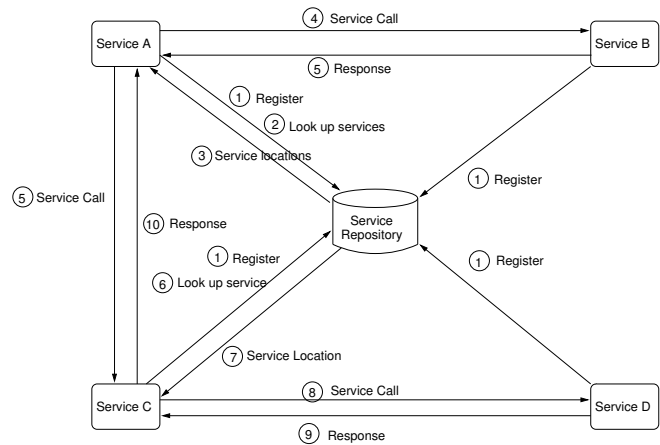 4 Service Call
Service A
Service B
5 Response
1 Register
2 Look up services
3 Service locations
1 Register
5 Service Call
Service
Repository
10 Response
1 Register
1 Register
6 Look up service
7 Service Location
8 Service Call
Service C
Service D
9 Response